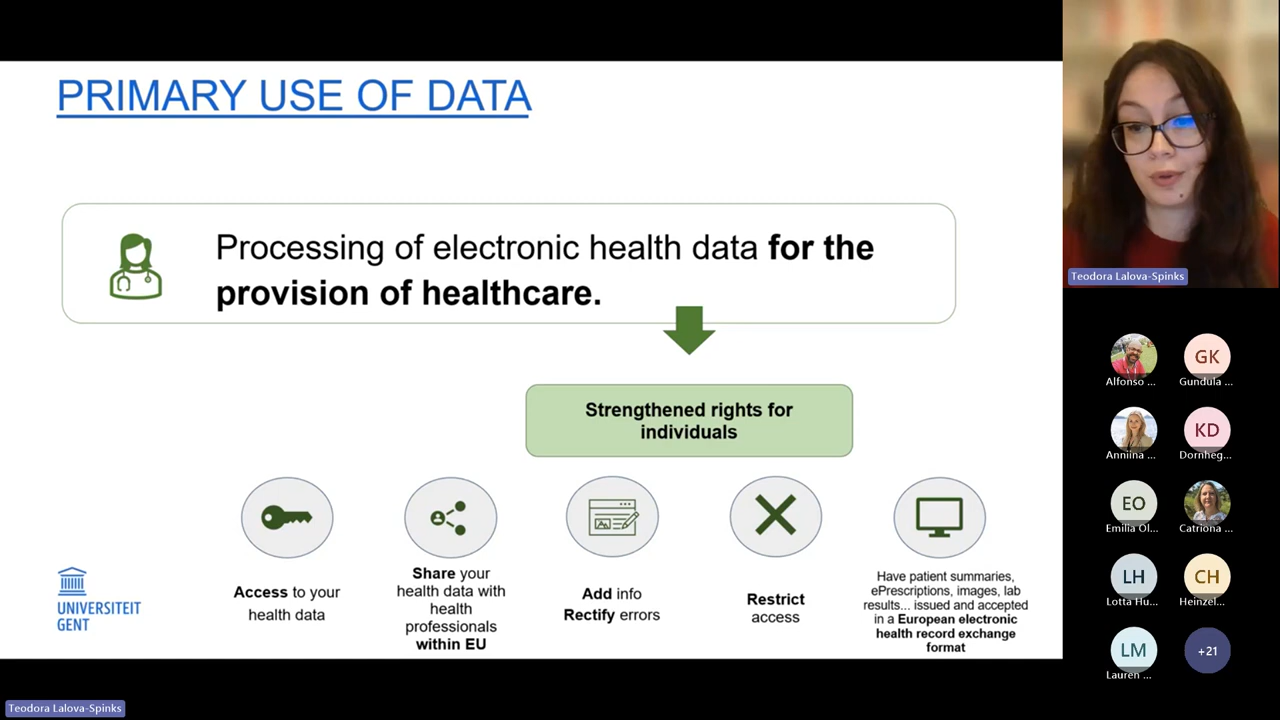 PRIMARY USE OF DATA
Processing of electronic health data for the
provision of healthcare.
Strengthened rights for
individuals
Access to your
health data
Share your
health data with
health
professionals
within EU
Add info
Rectify errors
Restrict
access
Have patient summaries,
ePrescriptions, images, lab
results... issued and accepted
in a European electronic
health record exchange
format
UNIVERSITEIT
GENT
Teodora Lalova-Spinks
Alfonso ...
GK
Gundula ...
Anniina ...
KD
Dornheg...
EO
Emilia Ol...
Catriona ...
LH
Lotta Hu...
CH
Heinzel...
LM
Lauren ...
+21
Teodora Lalova-Spinks